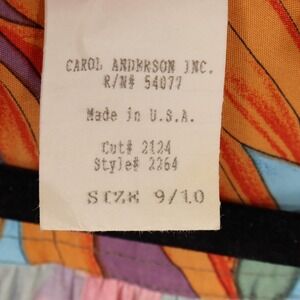 CAROL ANDERSON INC.
R/N# 54077
Made in U.S.A.
Cut# 2124
Style# 2264
SIZE 9/10